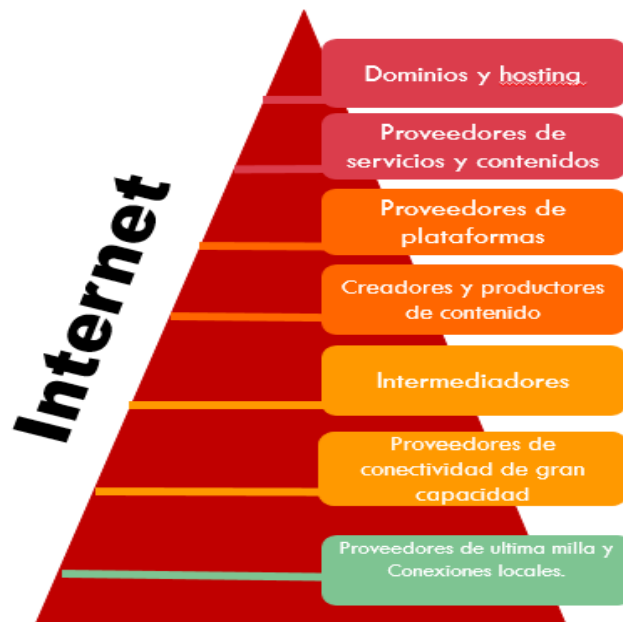 Internet
Dominios y hosting
Proveedores de
servicios y contenidos
Proveedores de
plataformas
Creadores y productores
de contenido
Intermediadores
Proveedores de
conectividad de gran
capacidad
Proveedores de ultima milla y
Conexiones locales.